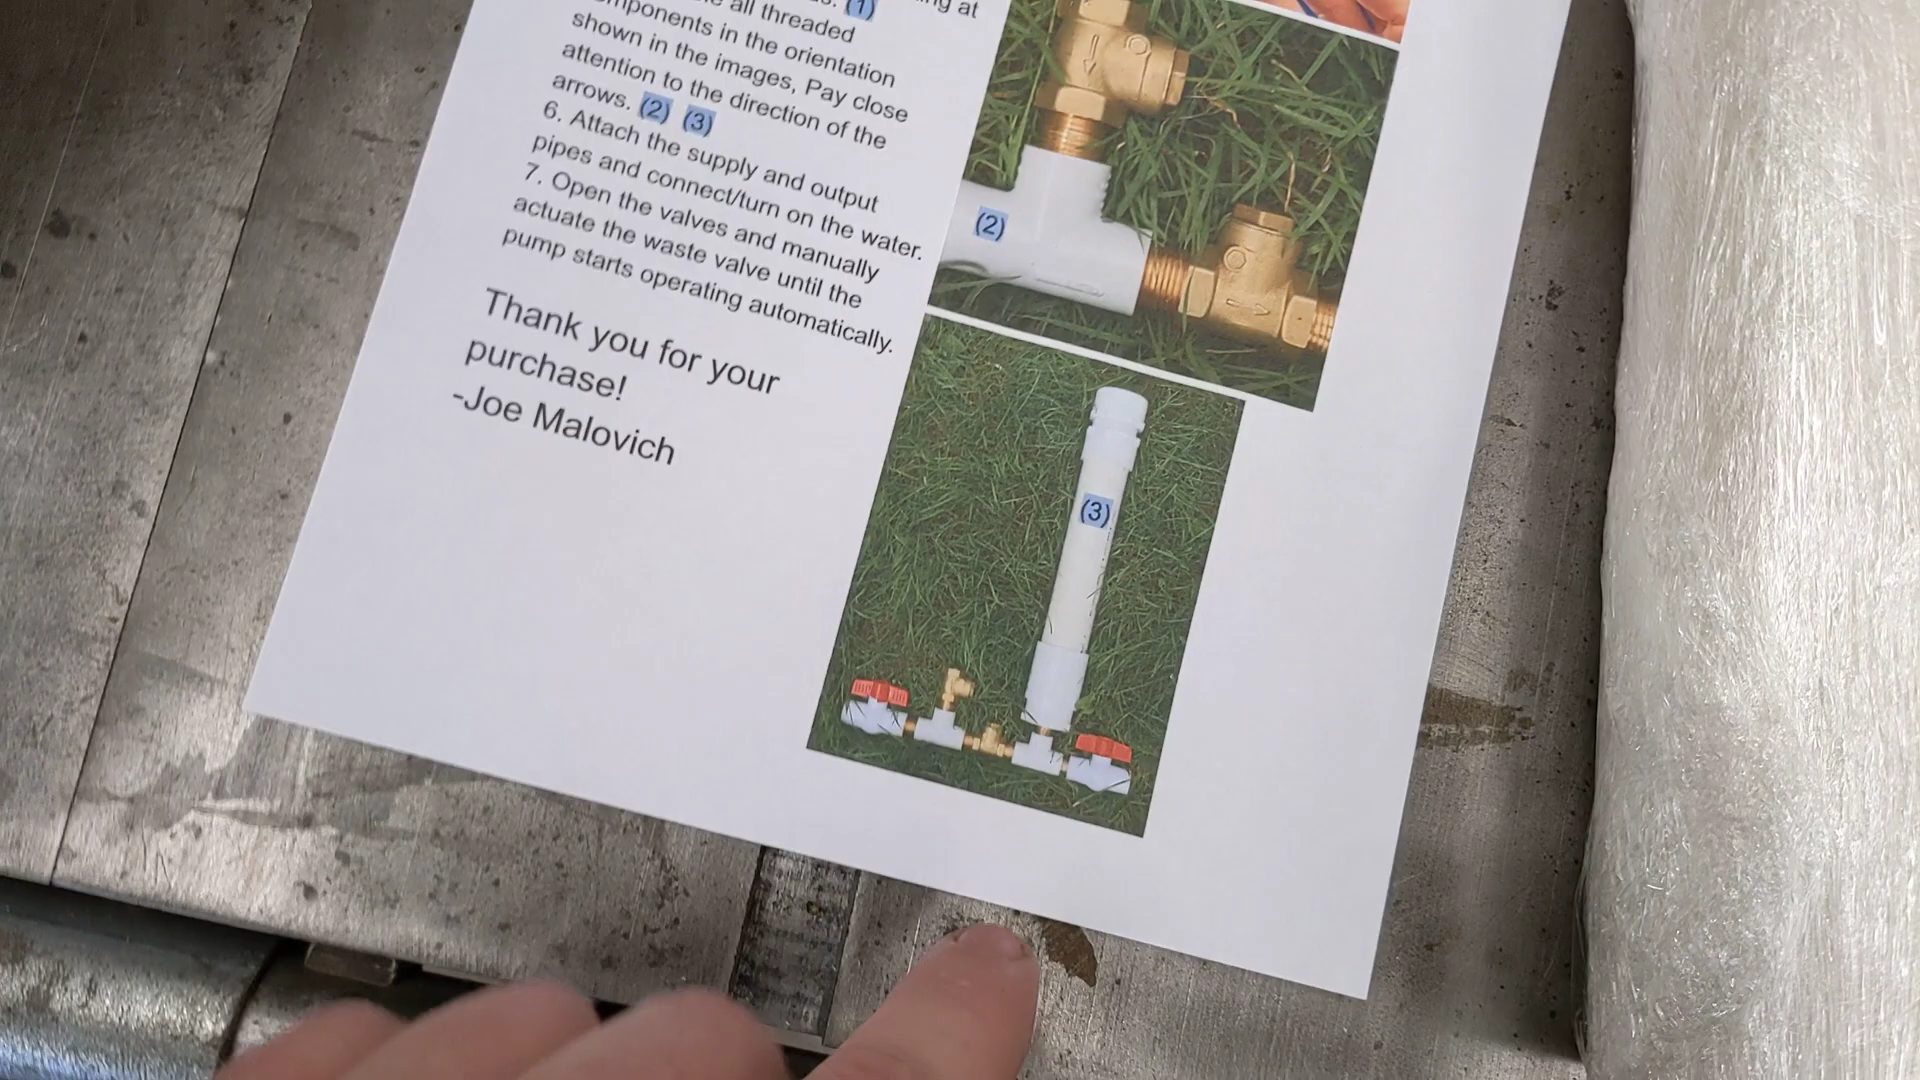 (1)
all threaded
components in the orientation
shown in the images, Pay close
attention to the direction of the
arrows. (2) (3)
6. Attach the supply and output
pipes and connect/turn on the water.
7. Open the valves and manually
actuate the waste valve until the
pump starts operating automatically.
Thank you for your
purchase!
-Joe Malovich
(2)
(3)